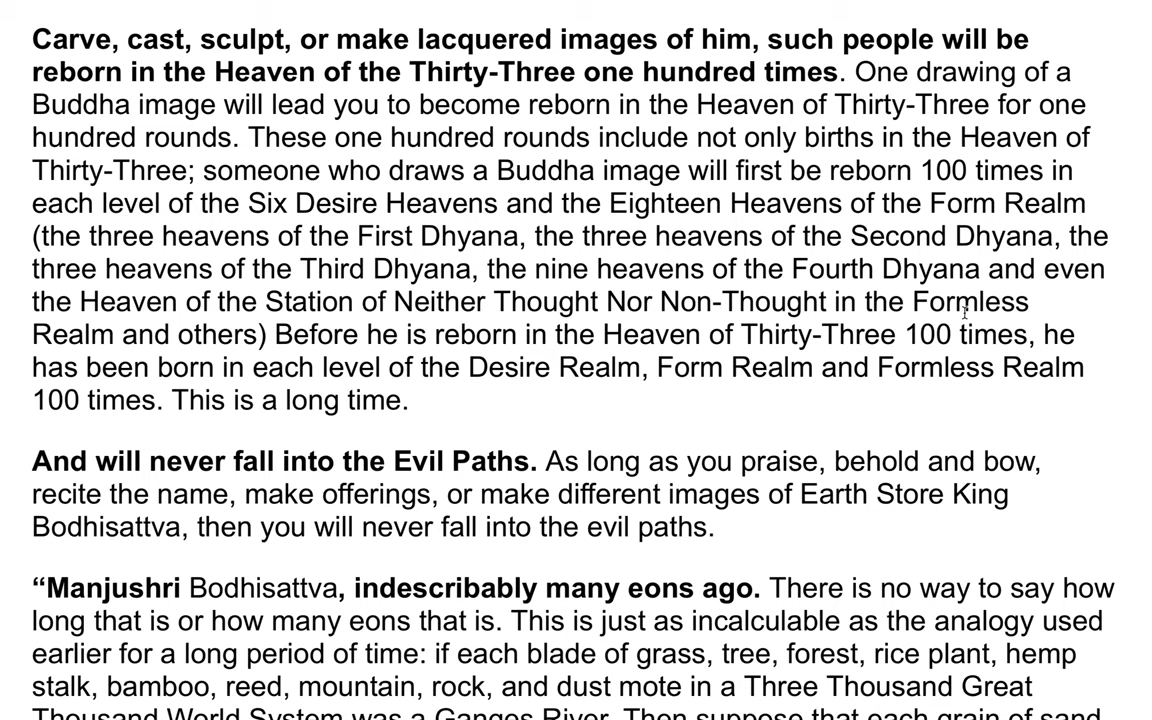 Carve, cast, sculpt, or make lacquered images of him, such people will be
reborn in the Heaven of the Thirty-Three one hundred times. One drawing of a
Buddha image will lead you to become reborn in the Heaven of Thirty-Three for one
hundred rounds. These one hundred rounds include not only births in the Heaven of
Thirty-Three; someone who draws a Buddha image will first be reborn 100 times in
each level of the Six Desire Heavens and the Eighteen Heavens of the Form Realm
(the three heavens of the First Dhyana, the three heavens of the Second Dhyana, the
three heavens of the Third Dhyana, the nine heavens of the Fourth Dhyana and even
the Heaven of the Station of Neither Thought Nor Non-Thought in the Formless
Realm and others) Before he is reborn in the Heaven of Thirty-Three 100 times, he
has been born in each level of the Desire Realm, Form Realm and Formless Realm
100 times. This is a long time.
And will never fall into the Evil Paths. As long as you praise, behold and bow,
recite the name, make offerings, or make different images of Earth Store King
Bodhisattva, then you will never fall into the evil paths.
“Manjushri Bodhisattva, indescribably many eons ago. There is no way to say how
long that is or how many eons that is. This is just as incalculable as the analogy used
earlier for a long period of time: if each blade of grass, tree, forest, rice plant, hemp
stalk, bamboo, reed, mountain, rock, and dust mote in a Three Thousand Great
Thousand World System was a Ganges River. Then suppose that each grain of sand